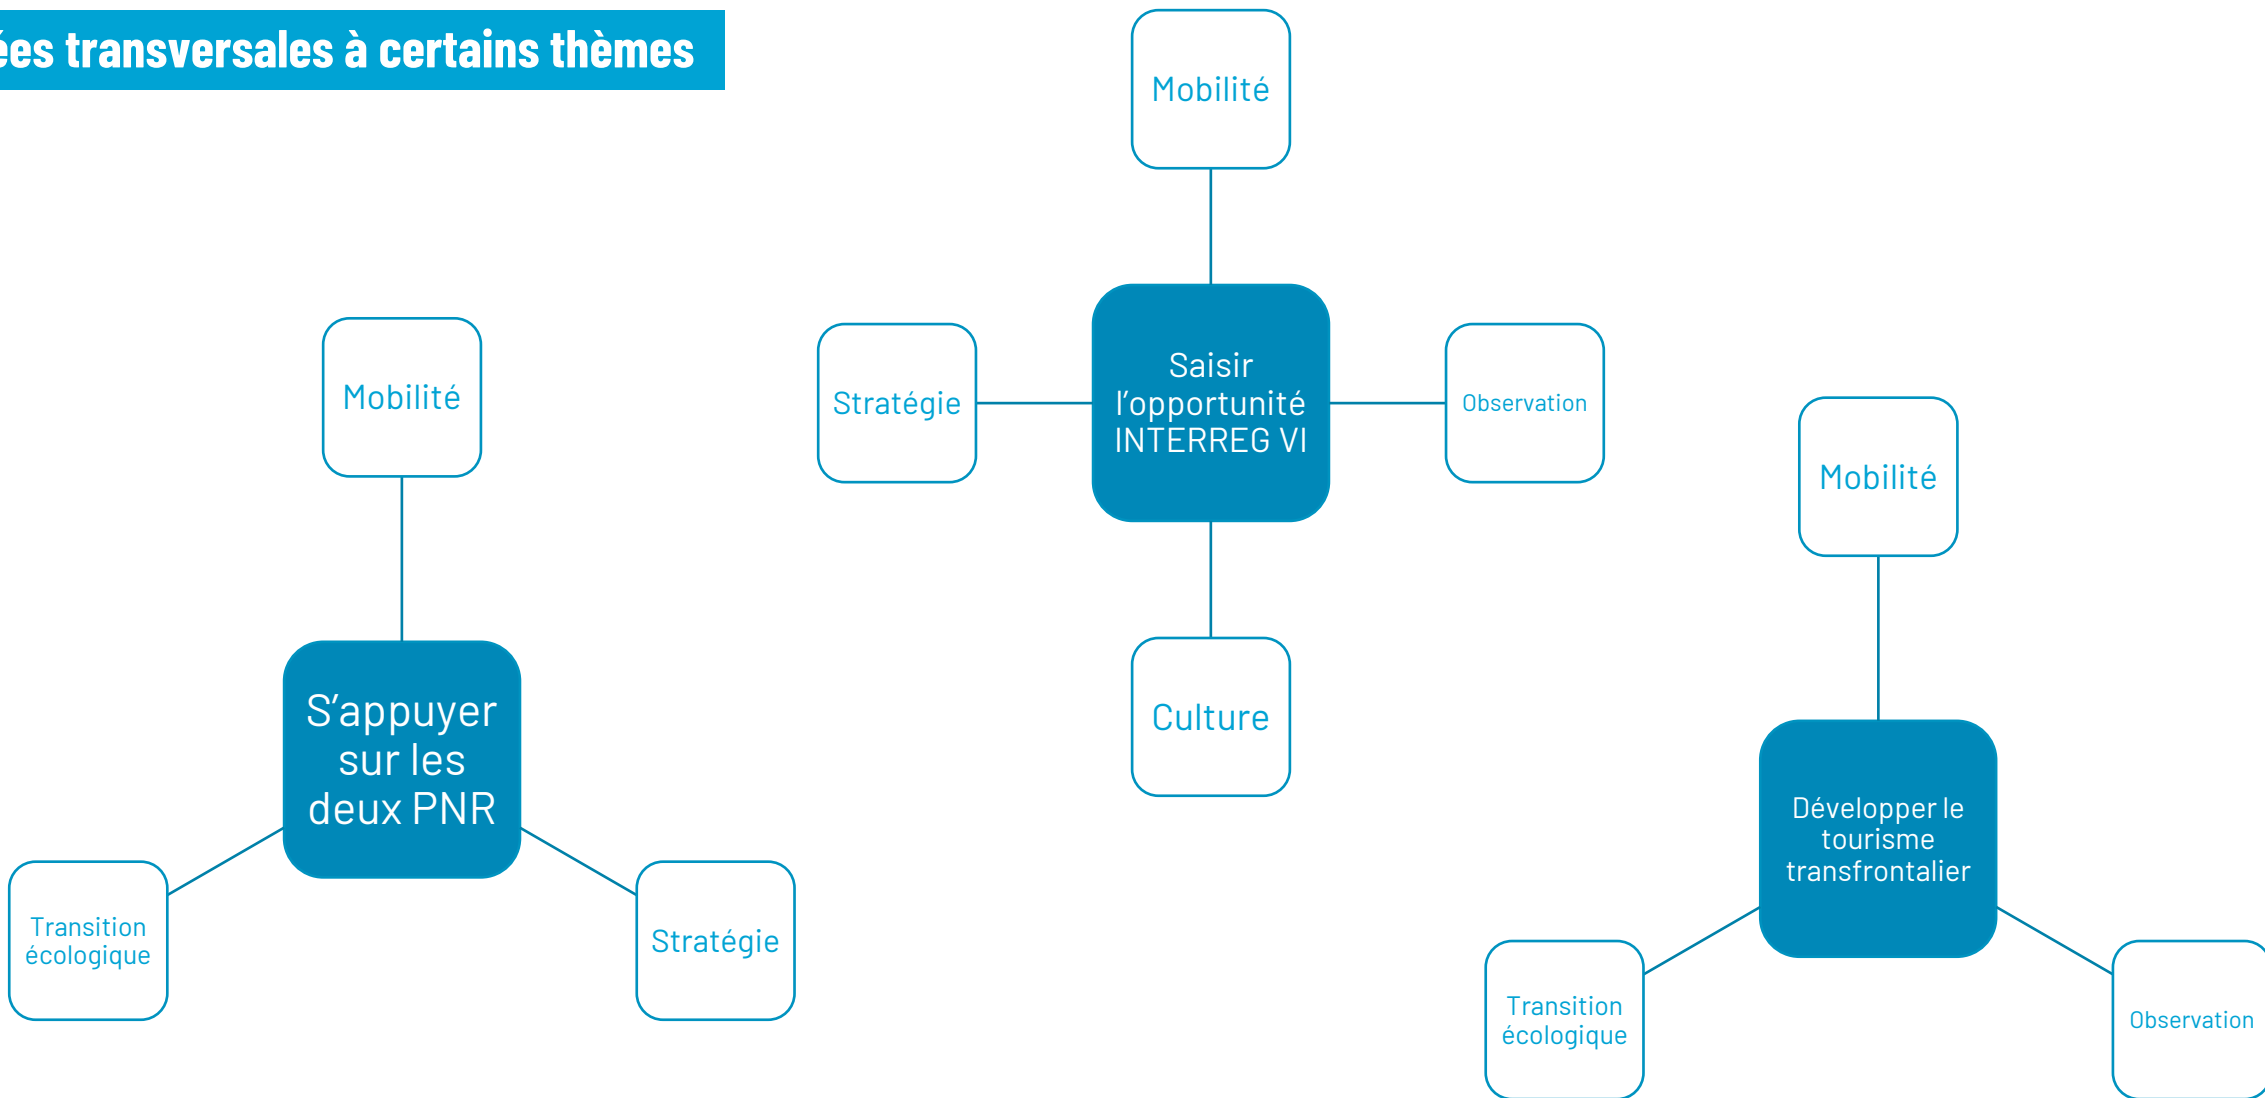 ées transversales à certains thèmes
Mobilité
Saisir
l’opportunité
INTERREG VI
Stratégie
Observation
Culture
Mobilité
S’appuyer
sur les
deux PNR
Transition
écologique
Stratégie
Mobilité
Développer le
tourisme
transfrontalier
Transition
écologique
Observation